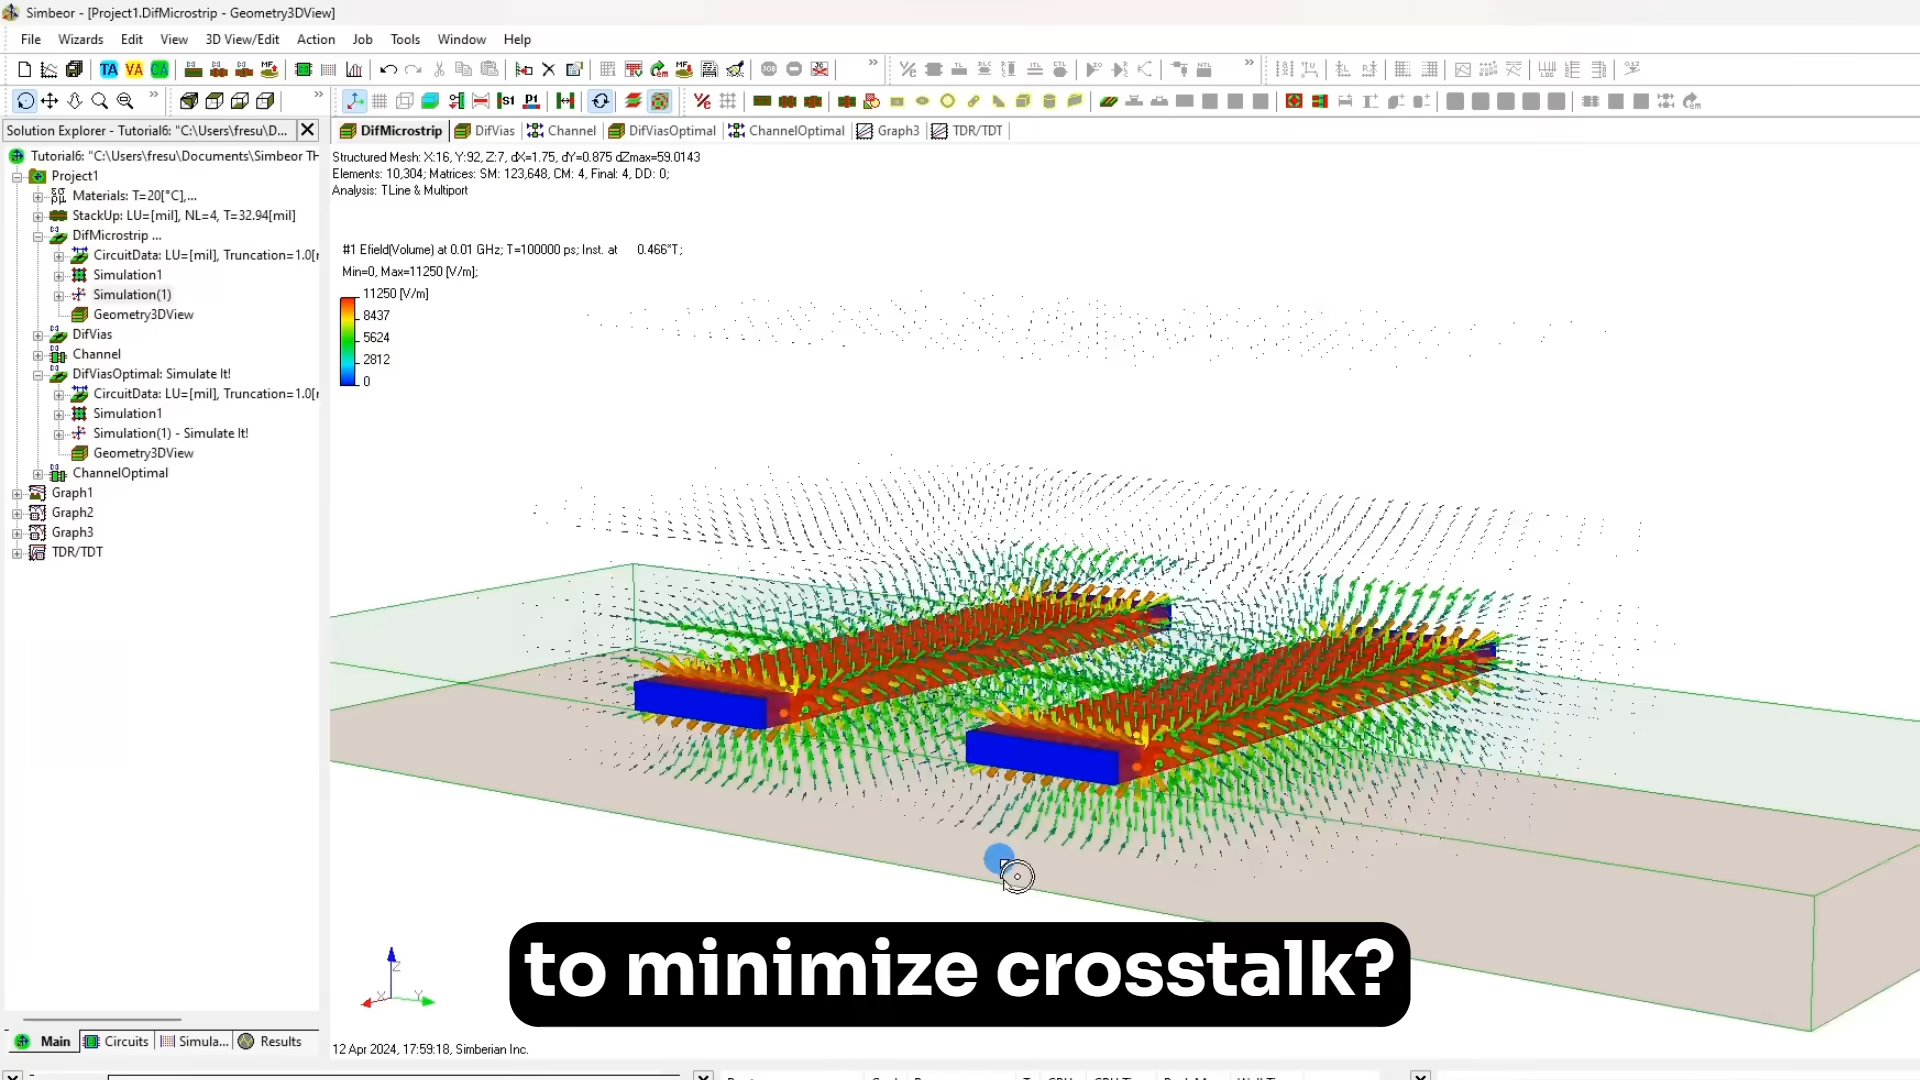 Simbeor - [Project1.DifMicrostrip - Geometry3DView]
File Wizards Edit View 3D View/Edit Action Job Tools Window Help
TA VA CA
Solution Explorer - Tutorial6: "C:\Users\fresu\D...
DifMicrostrip DifVias Channel DifViasOptimal ChannelOptimal Graph3 TDR/TDT
Tutorial6: "C:\Users\fresu\Documents\Simbeor TH
Project1
Materials: T=20[°C],...
StackUp: LU=[mil], NL=4, T=32.94[mil]
DifMicrostrip ...
CircuitData: LU=[mil], Truncation=1.0[r
Simulation1
Simulation(1)
Geometry3DView
DifVias
Channel
DifViasOptimal: Simulate It!
CircuitData: LU=[mil], Truncation=1.0[r
Simulation1
Simulation(1) - Simulate It!
Geometry3DView
ChannelOptimal
Graph1
Graph2
Graph3
TDR/TDT
Structured Mesh: X:16, Y:92, Z:7, dX=1.75, dY=0.875 dZmax=59.0143
Elements: 10,304; Matrices: SM: 123,648, CM: 4, Final: 4, DD: 0;
Analysis: TLine & Multiport
#1 Efield(Volume) at 0.01 GHz; T=100000 ps; Inst. at 0.466*T;
Min=0, Max=11250 [V/m];
11250 [V/m]
8437
5624
2812
0
Z
X Y
to minimize crosstalk?
Main Circuits Simula... Results
12 Apr 2024, 17:59:18, Simberian Inc.